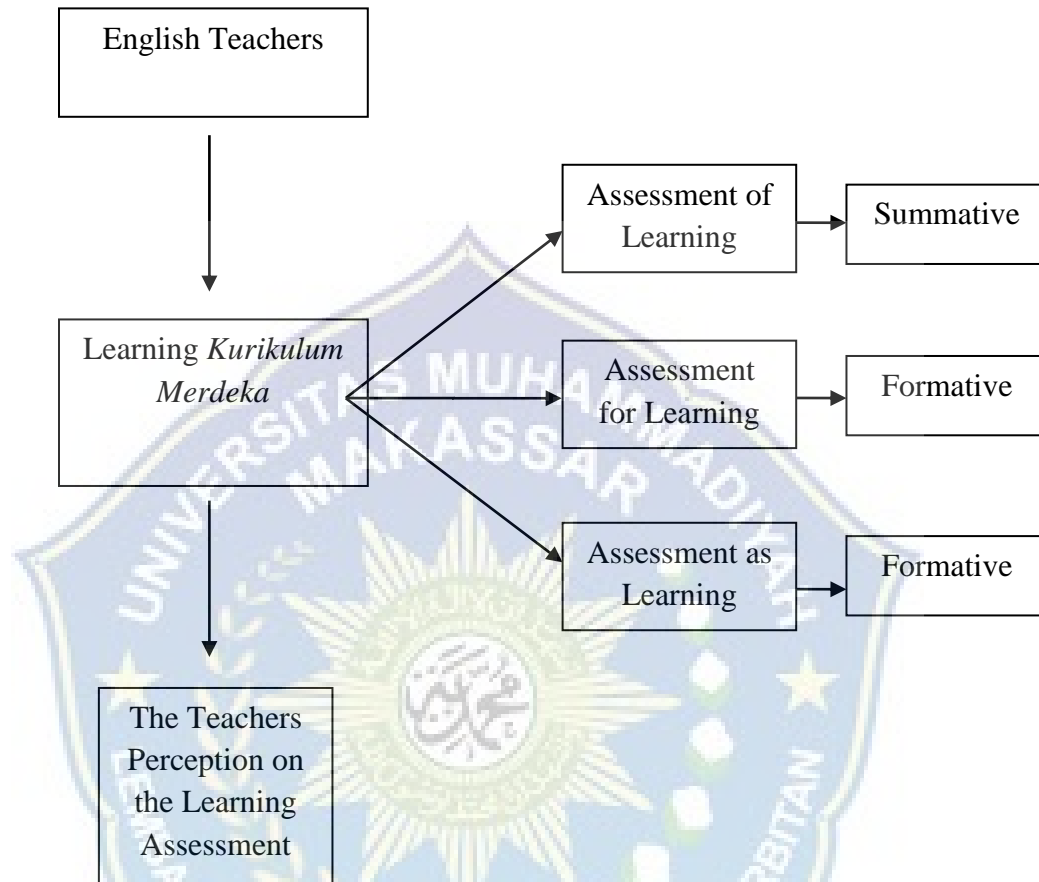 English Teachers
Assessment of
Learning
Summative
Learning Kurikulum
Merdeka
Assessment
for Learning
Formative
Assessment as
Learning
Formative
The Teachers
Perception on
the Learning
Assessment
UNIVERSITAS MUHAMMADIYAH
MAKASSAR